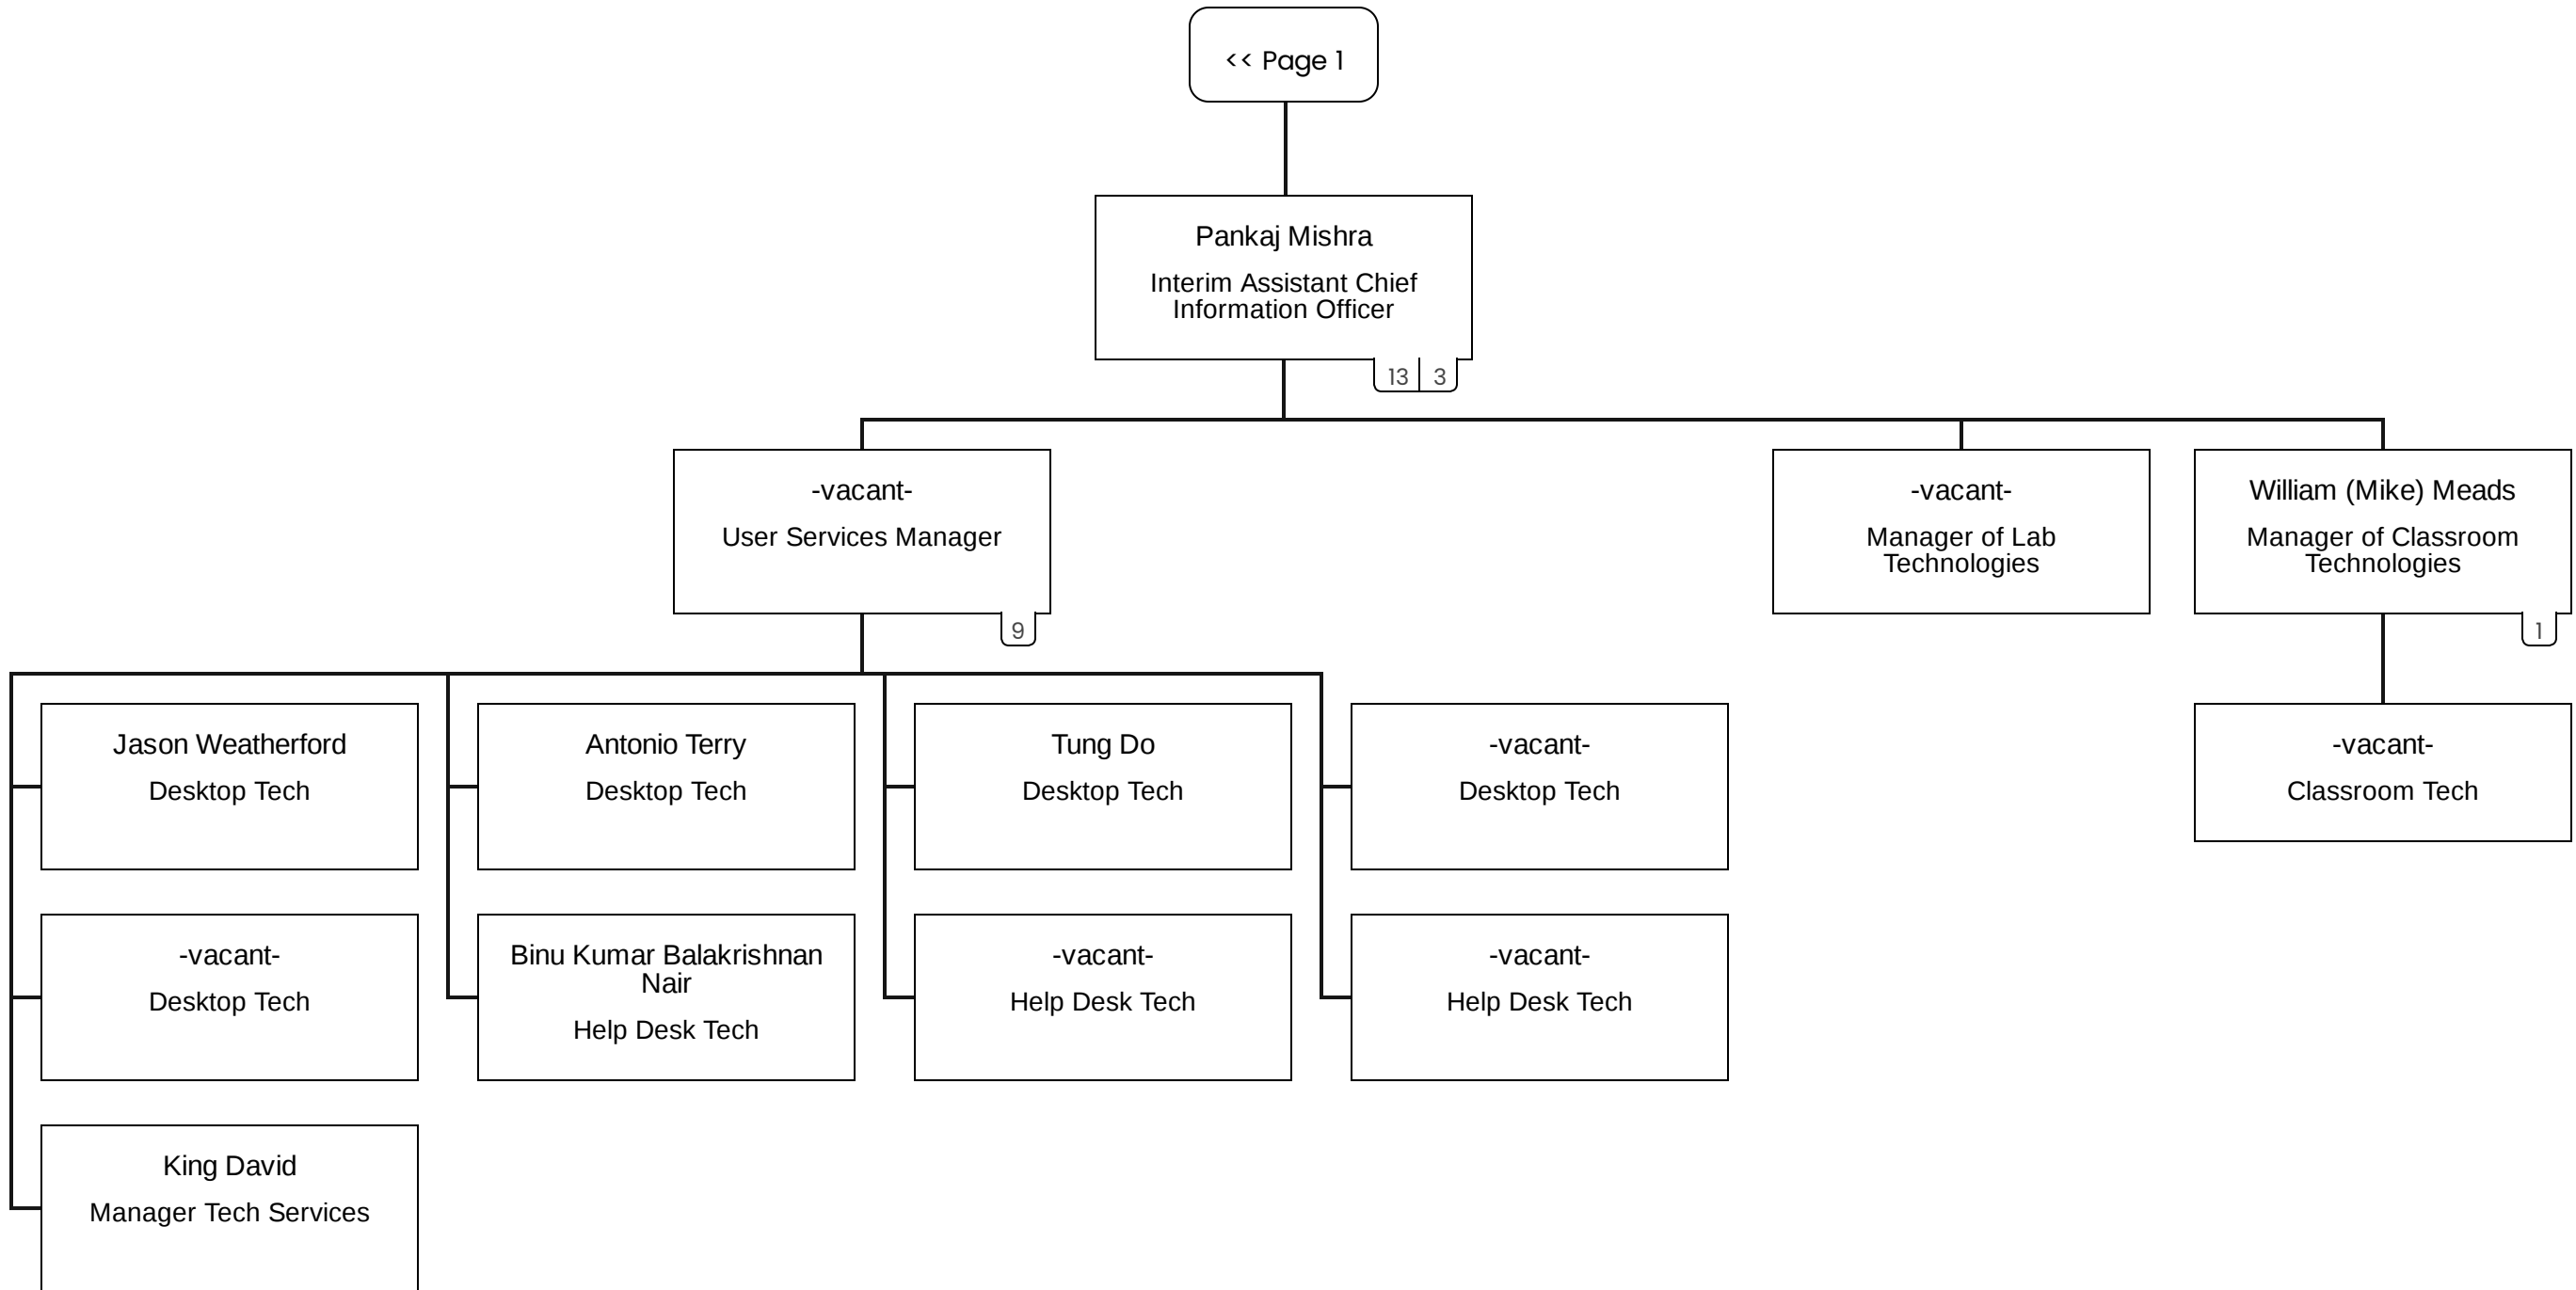 << Page 1
Pankaj Mishra
Interim Assistant Chief
Information Officer
13 3
-vacant-
User Services Manager
9
-vacant-
Manager of Lab
Technologies
William (Mike) Meads
Manager of Classroom
Technologies
1
Jason Weatherford
Desktop Tech
Antonio Terry
Desktop Tech
Tung Do
Desktop Tech
-vacant-
Desktop Tech
-vacant-
Classroom Tech
-vacant-
Desktop Tech
Binu Kumar Balakrishnan
Nair
Help Desk Tech
-vacant-
Help Desk Tech
-vacant-
Help Desk Tech
King David
Manager Tech Services